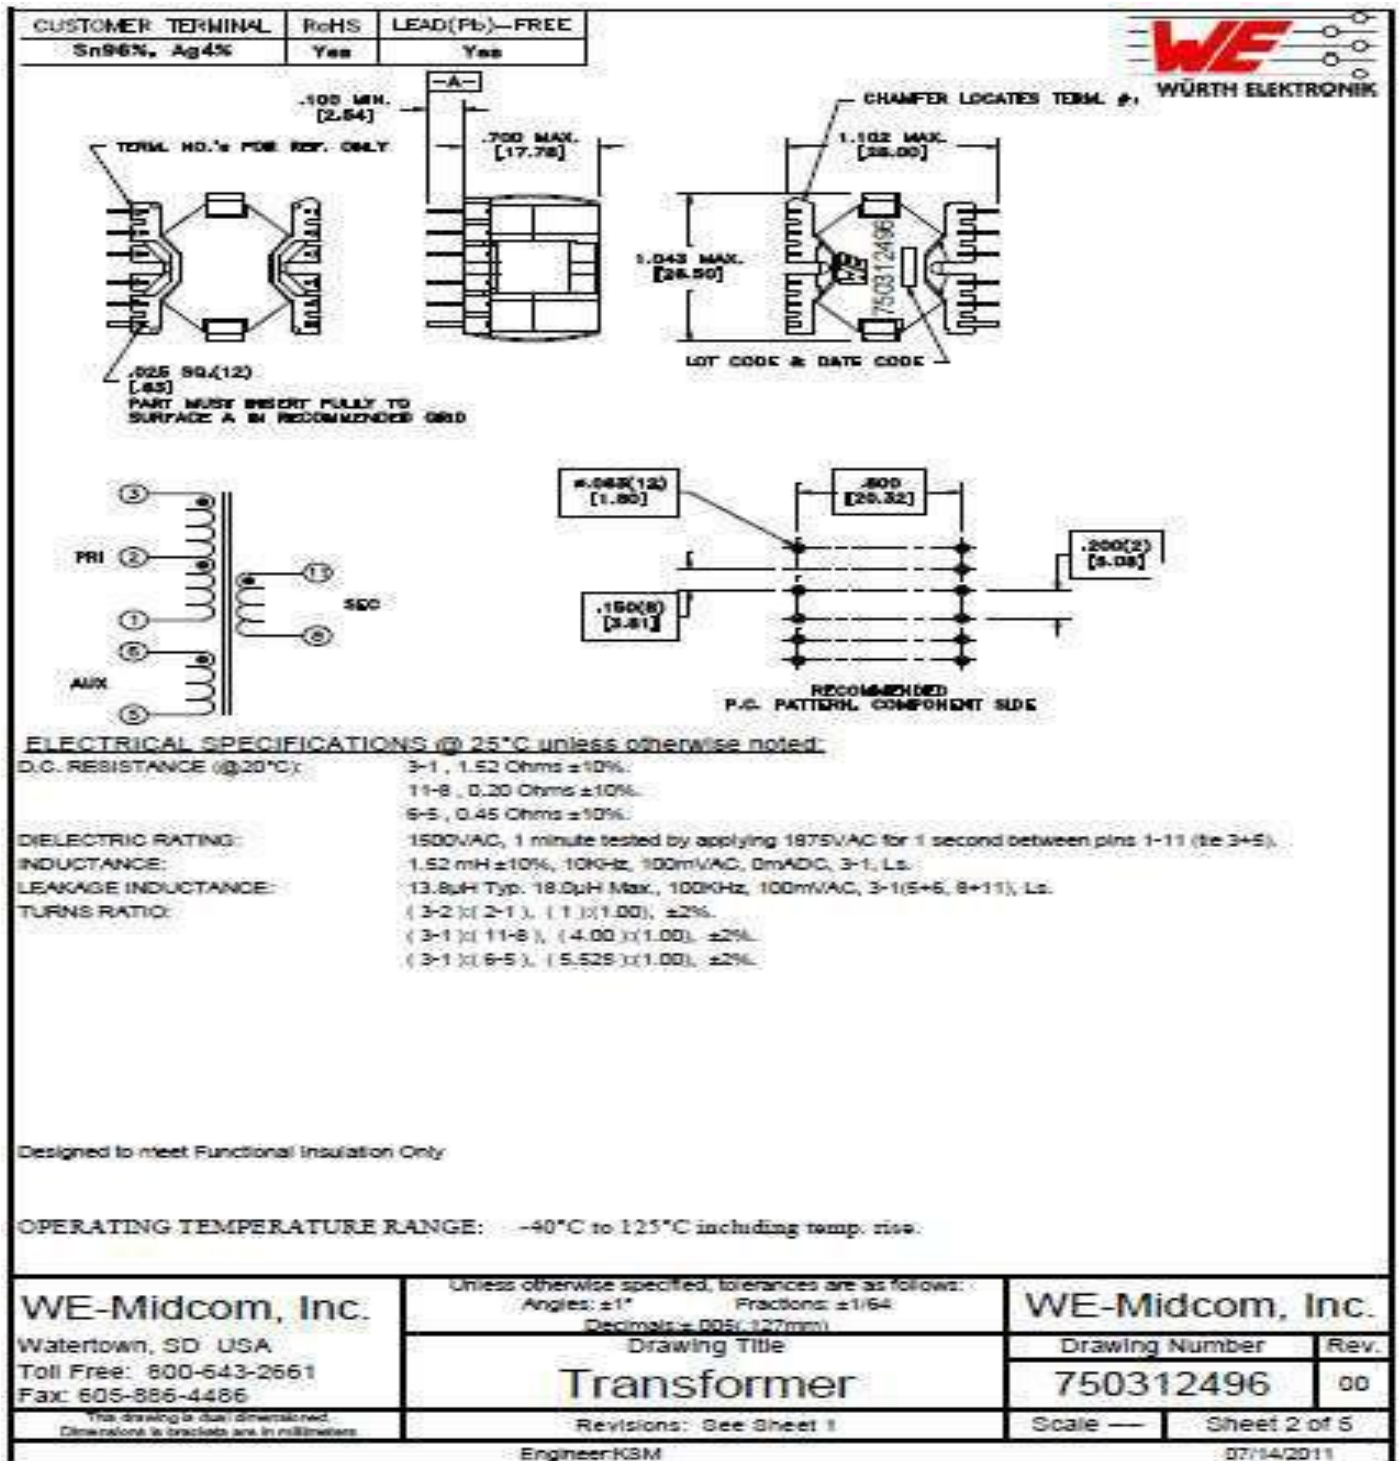 CUSTOMER TERMINAL RoHS LEAD(Pb)-FREE
Sn96%, Ag4% Yes Yes
WE
WÜRTH ELEKTRONIK
-A-
.100 MIN.
[2.54]
.700 MAX.
[17.78]
TERM. NO.'s FOR REF. ONLY
CHAMFER LOCATES TERM. #1
1.102 MAX.
[28.00]
1.043 MAX.
[26.50]
WE
750312496
LOT CODE & DATE CODE
.025 SQ.(12)
[.63]
PART MUST INSERT FULLY TO
SURFACE A IN RECOMMENDED GRID
3
PRI 2
1
6
AUX
5
11
SEC
8
[1.60]
.800
[20.32]
.200(2)
[5.08]
.150(8)
[3.81]
RECOMMENDED
P.C. PATTERN, COMPONENT SIDE
ELECTRICAL SPECIFICATIONS @ 25°C unless otherwise noted:
D.C. RESISTANCE (@20°C): 3-1, 1.52 Ohms ±10%.
11-8, 0.20 Ohms ±10%.
6-5, 0.45 Ohms ±10%.
DIELECTRIC RATING: 1500VAC, 1 minute tested by applying 1875VAC for 1 second between pins 1-11 (tie 3+5).
INDUCTANCE: 1.52 mH ±10%, 10KHz, 100mVAC, 0mADC, 3-1, Ls.
LEAKAGE INDUCTANCE: 13.8µH Typ. 18.0µH Max., 100KHz, 100mVAC, 3-1(5+6, 8+11), Ls.
TURNS RATIO: (3-2):(2-1), (1):(1.00), ±2%.
(3-1):(11-8), (4.00):(1.00), ±2%.
(3-1):(6-5), (5.528):(1.00), ±2%.
Designed to meet Functional Insulation Only
OPERATING TEMPERATURE RANGE: -40°C to 125°C including temp. rise.
WE-Midcom, Inc.
Watertown, SD USA
Toll Free: 800-643-2661
Fax: 605-886-4486
This drawing is dual dimensioned.
Dimensions in brackets are in millimeters
Unless otherwise specified, tolerances are as follows:
Angles: ±1° Fractions: ±1/64
Decimals:±.005(.127mm)
Drawing Title
Transformer
Revisions: See Sheet 1
Engineer:KSM
WE-Midcom, Inc.
Drawing Number Rev.
750312496 00
Scale --- Sheet 2 of 5
07/14/2011